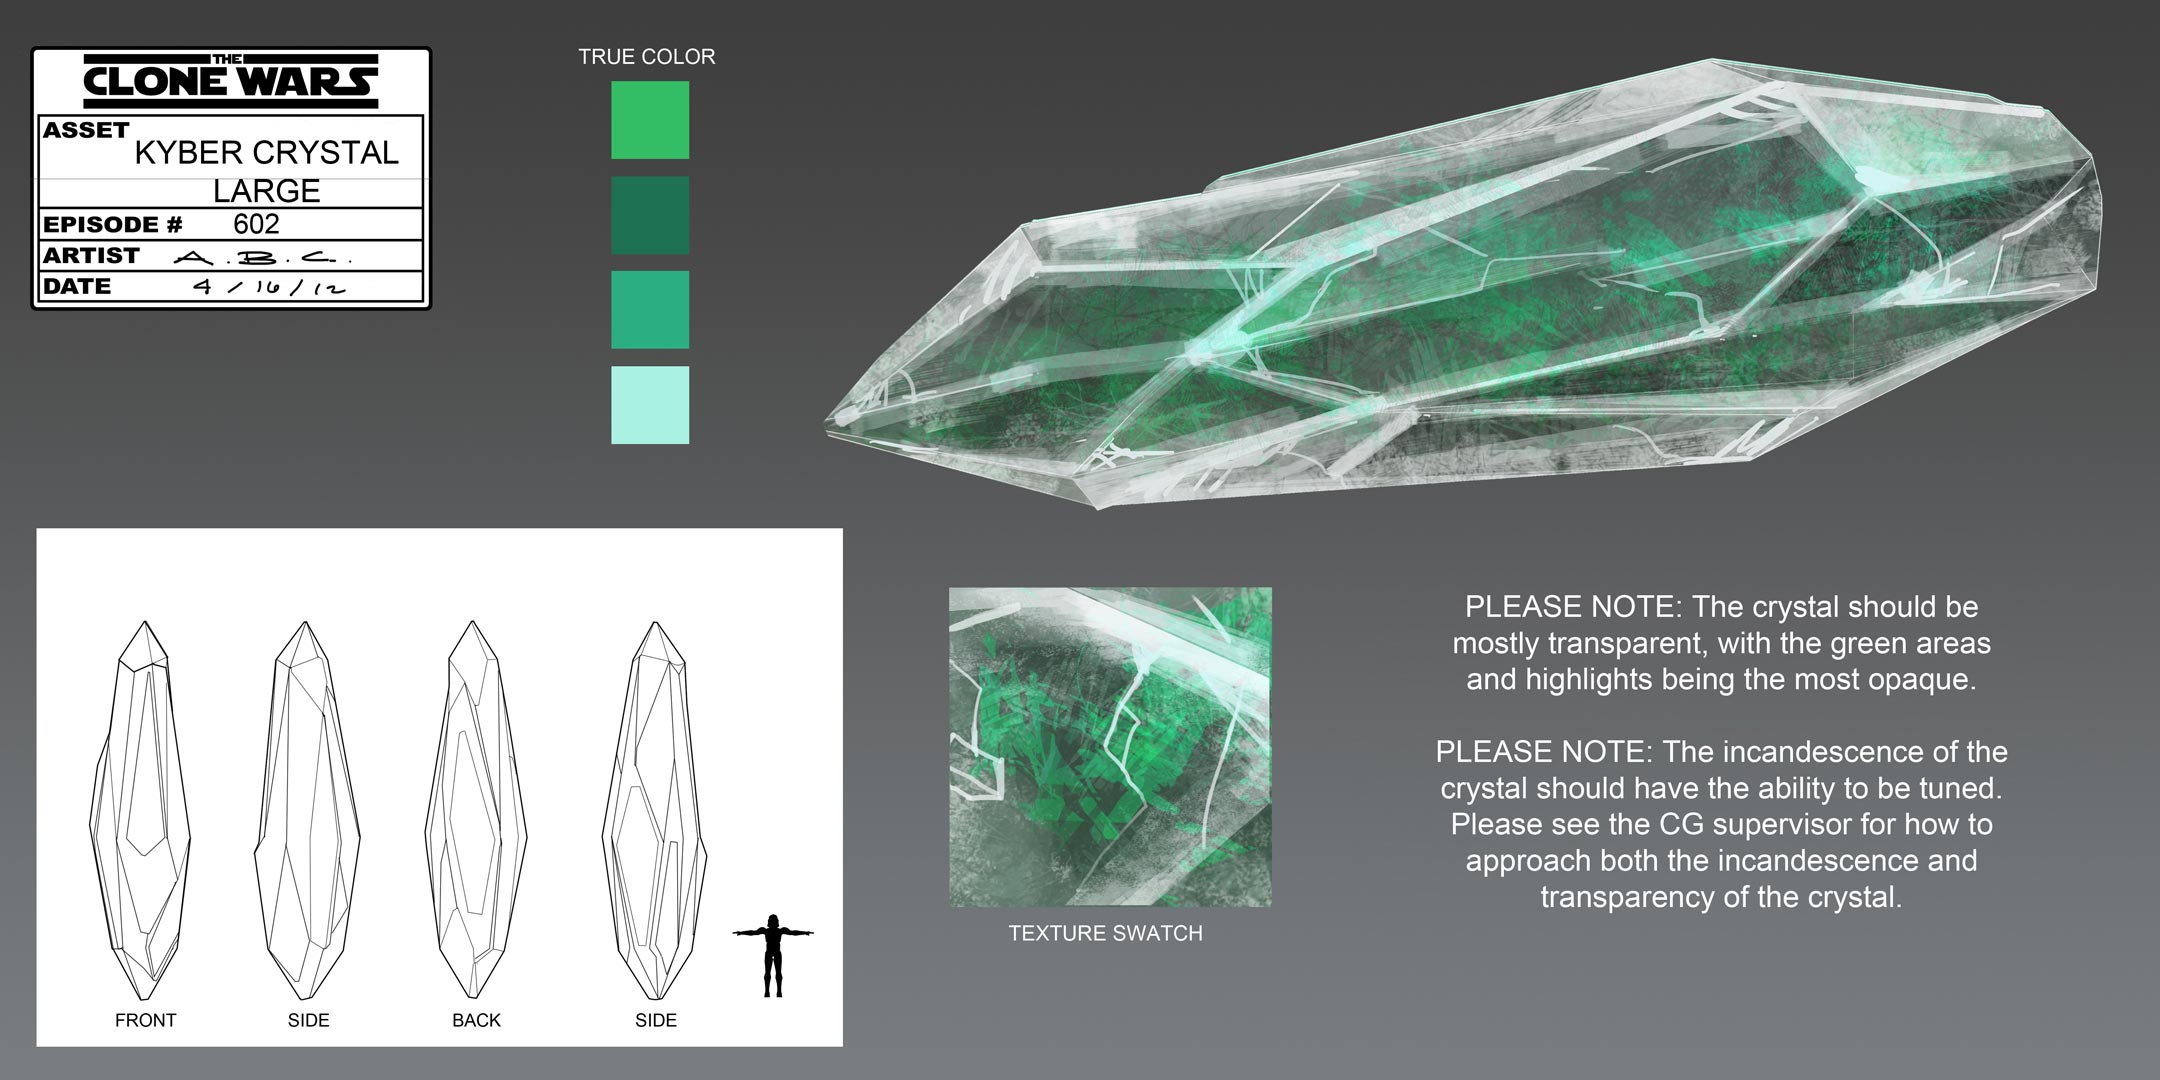 THE
CLONE WARS
ASSET
KYBER CRYSTAL
LARGE
EPISODE # 602
ARTIST A.B.C.
DATE 4/16/12
TRUE COLOR
FRONT
SIDE
BACK
SIDE
TEXTURE SWATCH
PLEASE NOTE: The crystal should be
mostly transparent, with the green areas
and highlights being the most opaque.
PLEASE NOTE: The incandescence of the
crystal should have the ability to be tuned.
Please see the CG supervisor for how to
approach both the incandescence and
transparency of the crystal.